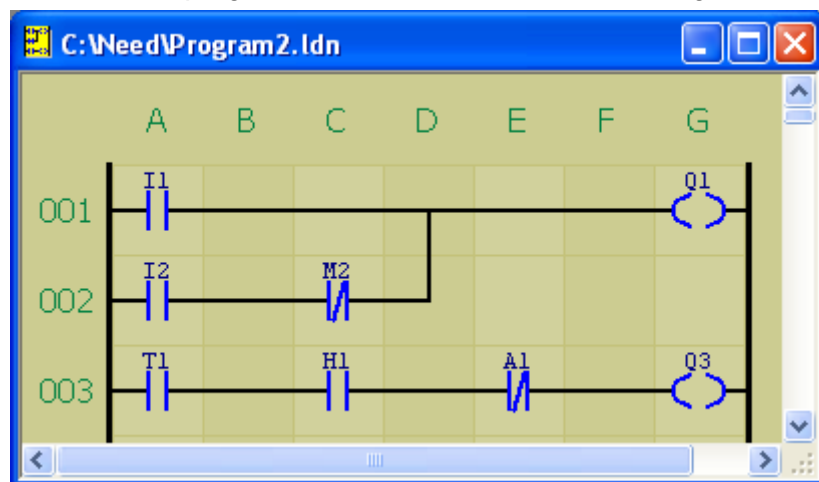 C:\Need\Program2.ldn
A B C D E F G
I1 Q1
001
I2 M2
002
T1 H1 A1 Q3
003